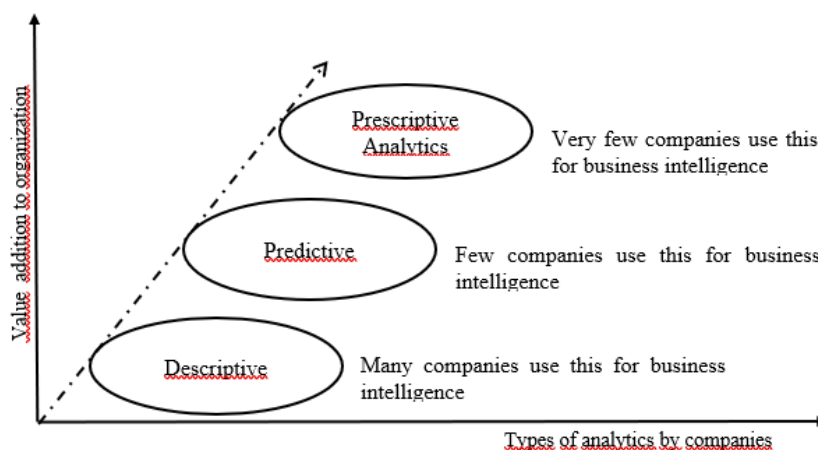 Value addition to organization
Prescriptive
Analytics
Very few companies use this
for business intelligence
Predictive
Few companies use this for business
intelligence
Descriptive
Many companies use this for business
intelligence
Types of analytics by companies